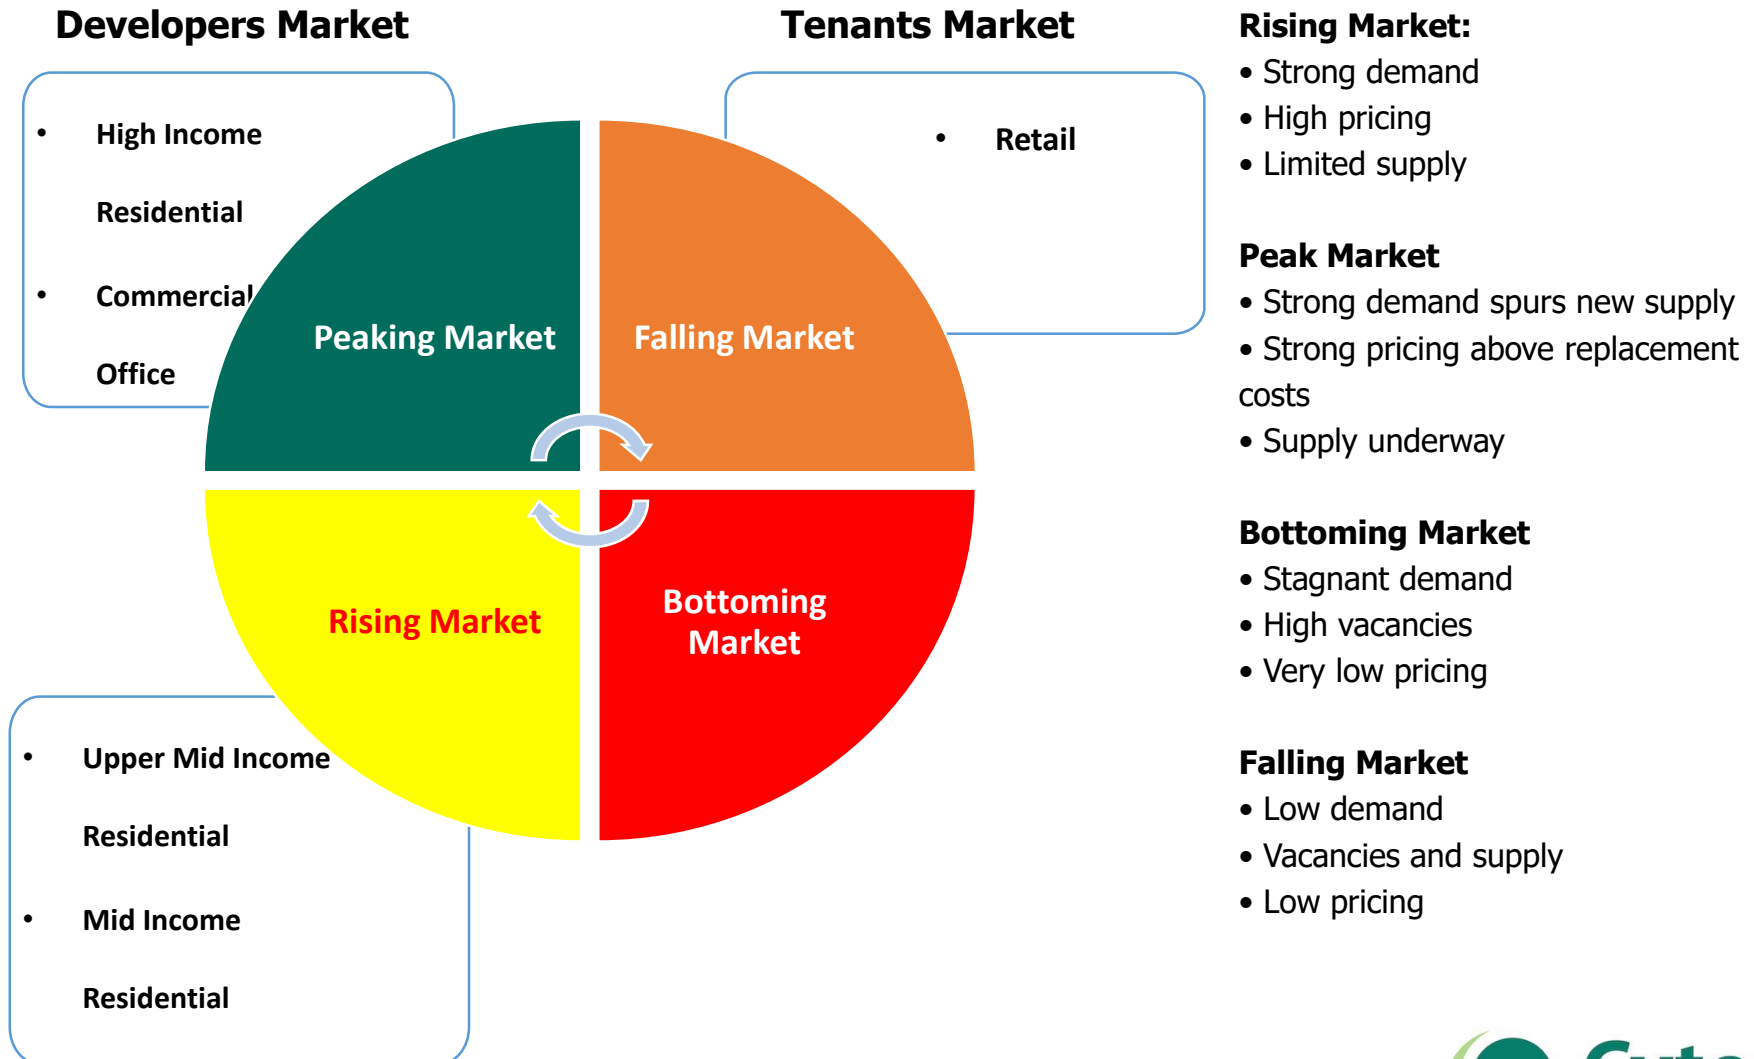 Developers Market
Tenants Market
• High Income
Residential
• Commercial
Office
• Retail
Peaking Market
Falling Market
Rising Market
Bottoming
Market
• Upper Mid Income
Residential
• Mid Income
Residential
Rising Market:
• Strong demand
• High pricing
• Limited supply
Peak Market
• Strong demand spurs new supply
• Strong pricing above replacement
costs
• Supply underway
Bottoming Market
• Stagnant demand
• High vacancies
• Very low pricing
Falling Market
• Low demand
• Vacancies and supply
• Low pricing